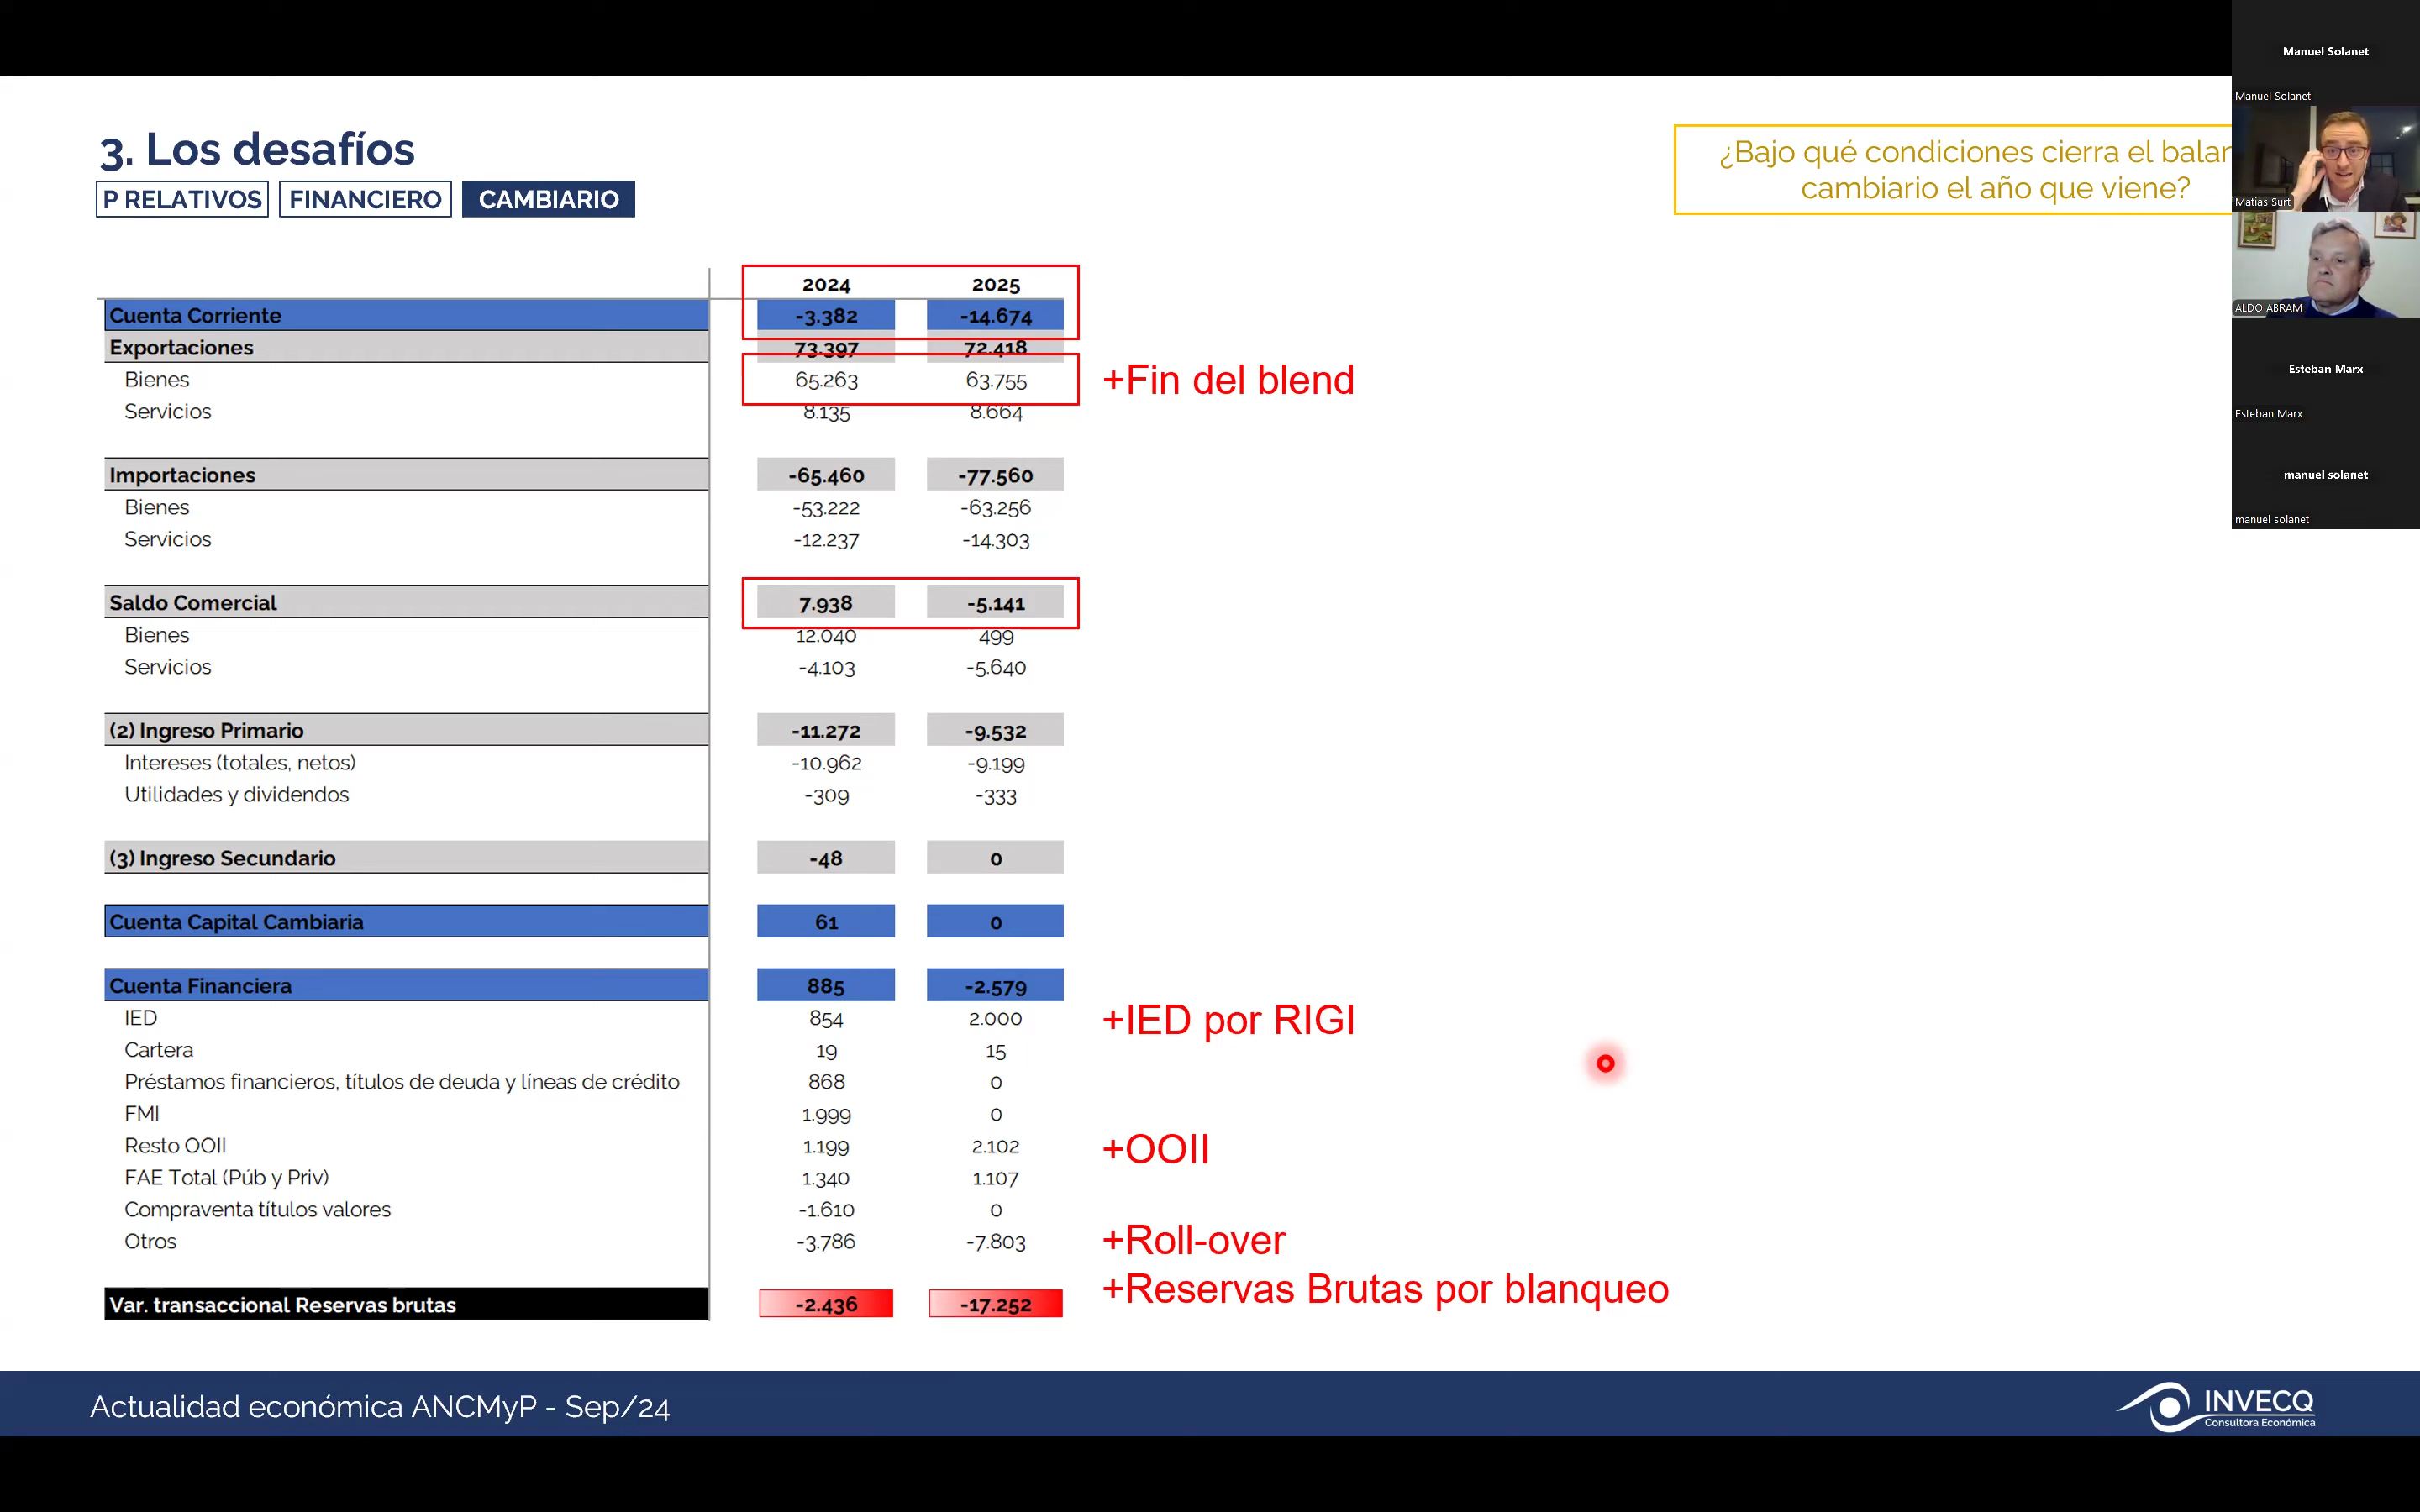 3. Los desafíos
P RELATIVOS FINANCIERO CAMBIARIO
¿Bajo qué condiciones cierra el balan
cambiario el año que viene?
2024 2025
Cuenta Corriente -3.382 -14.674
Exportaciones 73.397 72.418
Bienes 65.263 63.755 +Fin del blend
Servicios 8.135 8.664
Importaciones -65.460 -77.560
Bienes -53.222 -63.256
Servicios -12.237 -14.303
Saldo Comercial 7.938 -5.141
Bienes 12.040 499
Servicios -4.103 -5.640
(2) Ingreso Primario -11.272 -9.532
Intereses (totales, netos) -10.962 -9.199
Utilidades y dividendos -309 -333
(3) Ingreso Secundario -48 0
Cuenta Capital Cambiaria 61 0
Cuenta Financiera 885 -2.579
IED 854 2.000 +IED por RIGI
Cartera 19 15
Préstamos financieros, títulos de deuda y líneas de crédito 868 0
FMI 1.999 0
Resto OOII 1.199 2.102 +OOII
FAE Total (Púb y Priv) 1.340 1.107
Compraventa títulos valores -1.610 0
Otros -3.786 -7.803 +Roll-over
Var. transaccional Reservas brutas -2.436 -17.252 +Reservas Brutas por blanqueo
Actualidad económica ANCMyP - Sep/24
INVECQ
Consultora Económica
Manuel Solanet
Manuel Solanet
Matias Surt
ALDO ABRAM
Esteban Marx
Esteban Marx
manuel solanet
manuel solanet